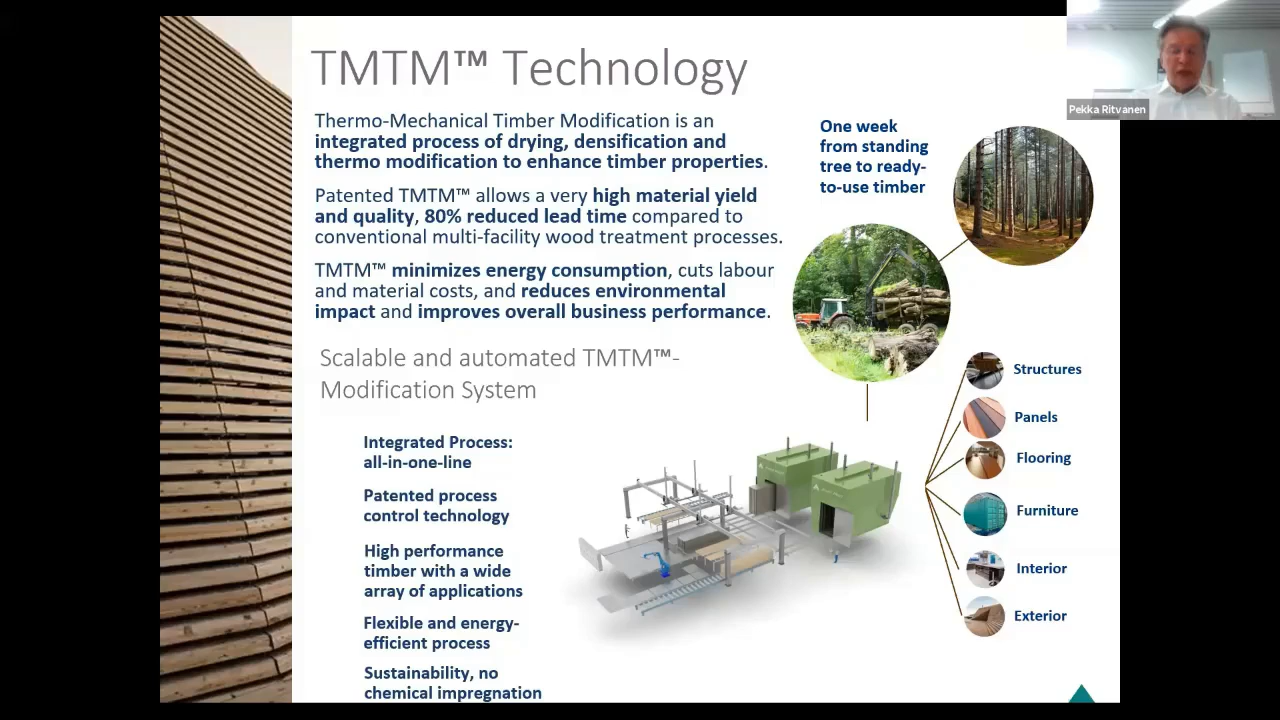 TMTM™ Technology
Pekka Ritvanen
Thermo-Mechanical Timber Modification is an
integrated process of drying, densification and
thermo modification to enhance timber properties.
Patented TMTM™ allows a very high material yield
and quality, 80% reduced lead time compared to
conventional multi-facility wood treatment processes.
TMTM™ minimizes energy consumption, cuts labour
and material costs, and reduces environmental
impact and improves overall business performance.
One week
from standing
tree to ready-
to-use timber
Scalable and automated TMTM™-
Modification System
Integrated Process:
all-in-one-line
Patented process
control technology
High performance
timber with a wide
array of applications
Flexible and energy-
efficient process
Sustainability, no
chemical impregnation
Structures
Panels
Flooring
Furniture
Interior
Exterior